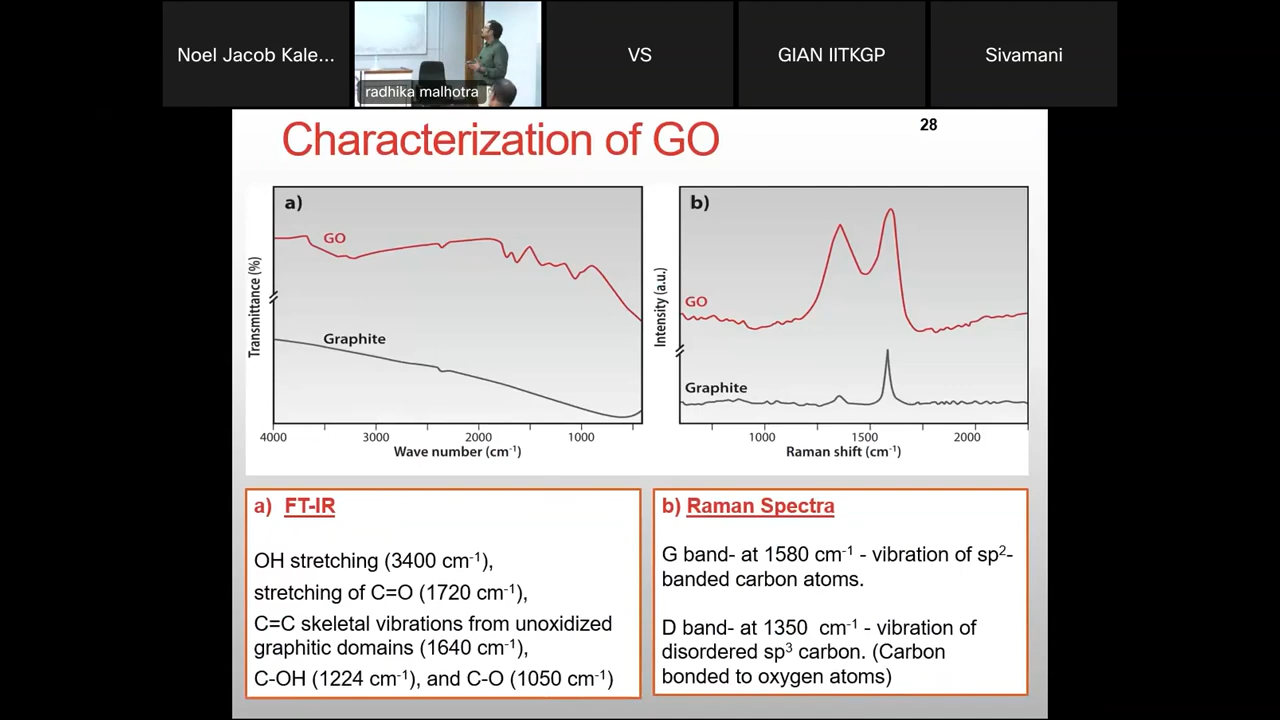 Noel Jacob Kale...
radhika malhotra
VS
GIAN IITKGP
Sivamani
Characterization of GO
28
a)
GO
Graphite
Transmittance (%)
4000 3000 2000 1000
Wave number (cm⁻¹)
b)
GO
Graphite
Intensity (a.u.)
1000 1500 2000
Raman shift (cm⁻¹)
a) FT-IR
OH stretching (3400 cm⁻¹),
stretching of C=O (1720 cm⁻¹),
C=C skeletal vibrations from unoxidized
graphitic domains (1640 cm⁻¹),
C-OH (1224 cm⁻¹), and C-O (1050 cm⁻¹)
b) Raman Spectra
G band- at 1580 cm⁻¹ - vibration of sp²-
banded carbon atoms.
D band- at 1350 cm⁻¹ - vibration of
disordered sp³ carbon. (Carbon
bonded to oxygen atoms)